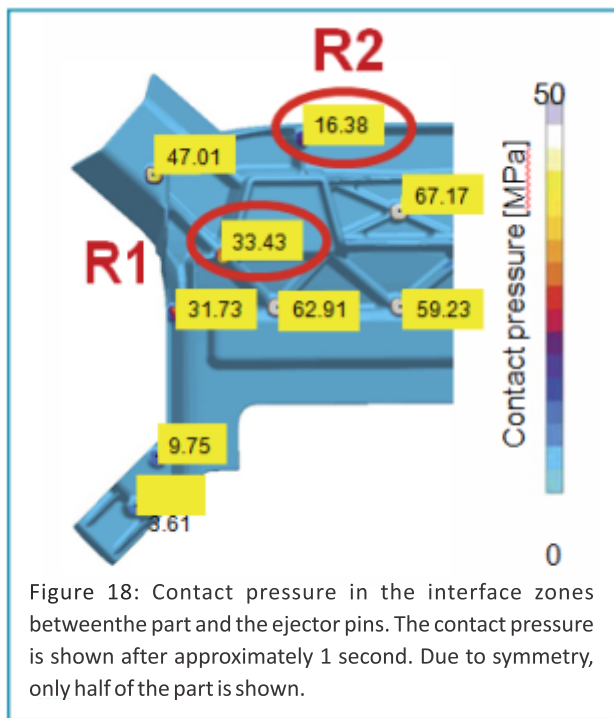 R2
50
16.38
47.01
67.17
33.43
R1
31.73
62.91
59.23
Contact pressure [MPa]
9.75
3.61
0
Figure 18: Contact pressure in the interface zones
betweenthe part and the ejector pins. The contact pressure
is shown after approximately 1 second. Due to symmetry,
only half of the part is shown.